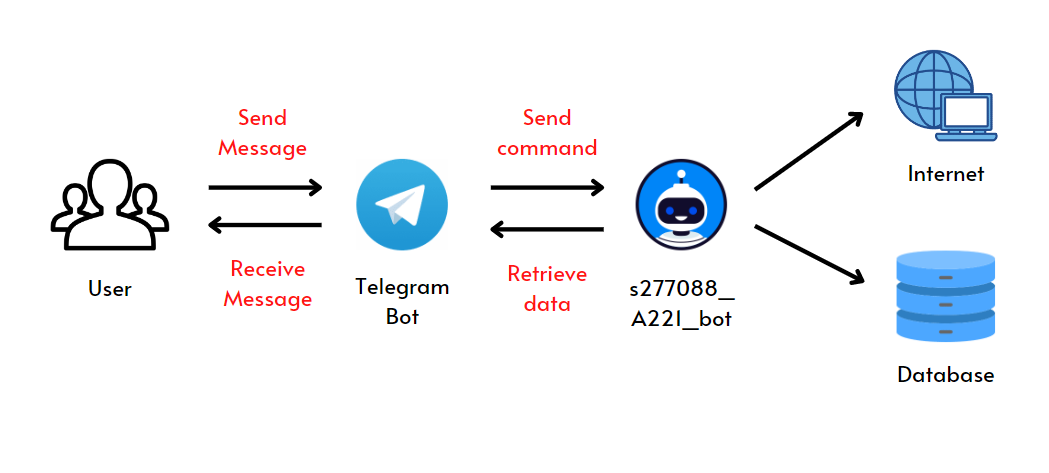 Send
Message
Send
command
Internet
Receive
Message
Retrieve
data
User
Telegram
Bot
s277088_
A221_bot
Database